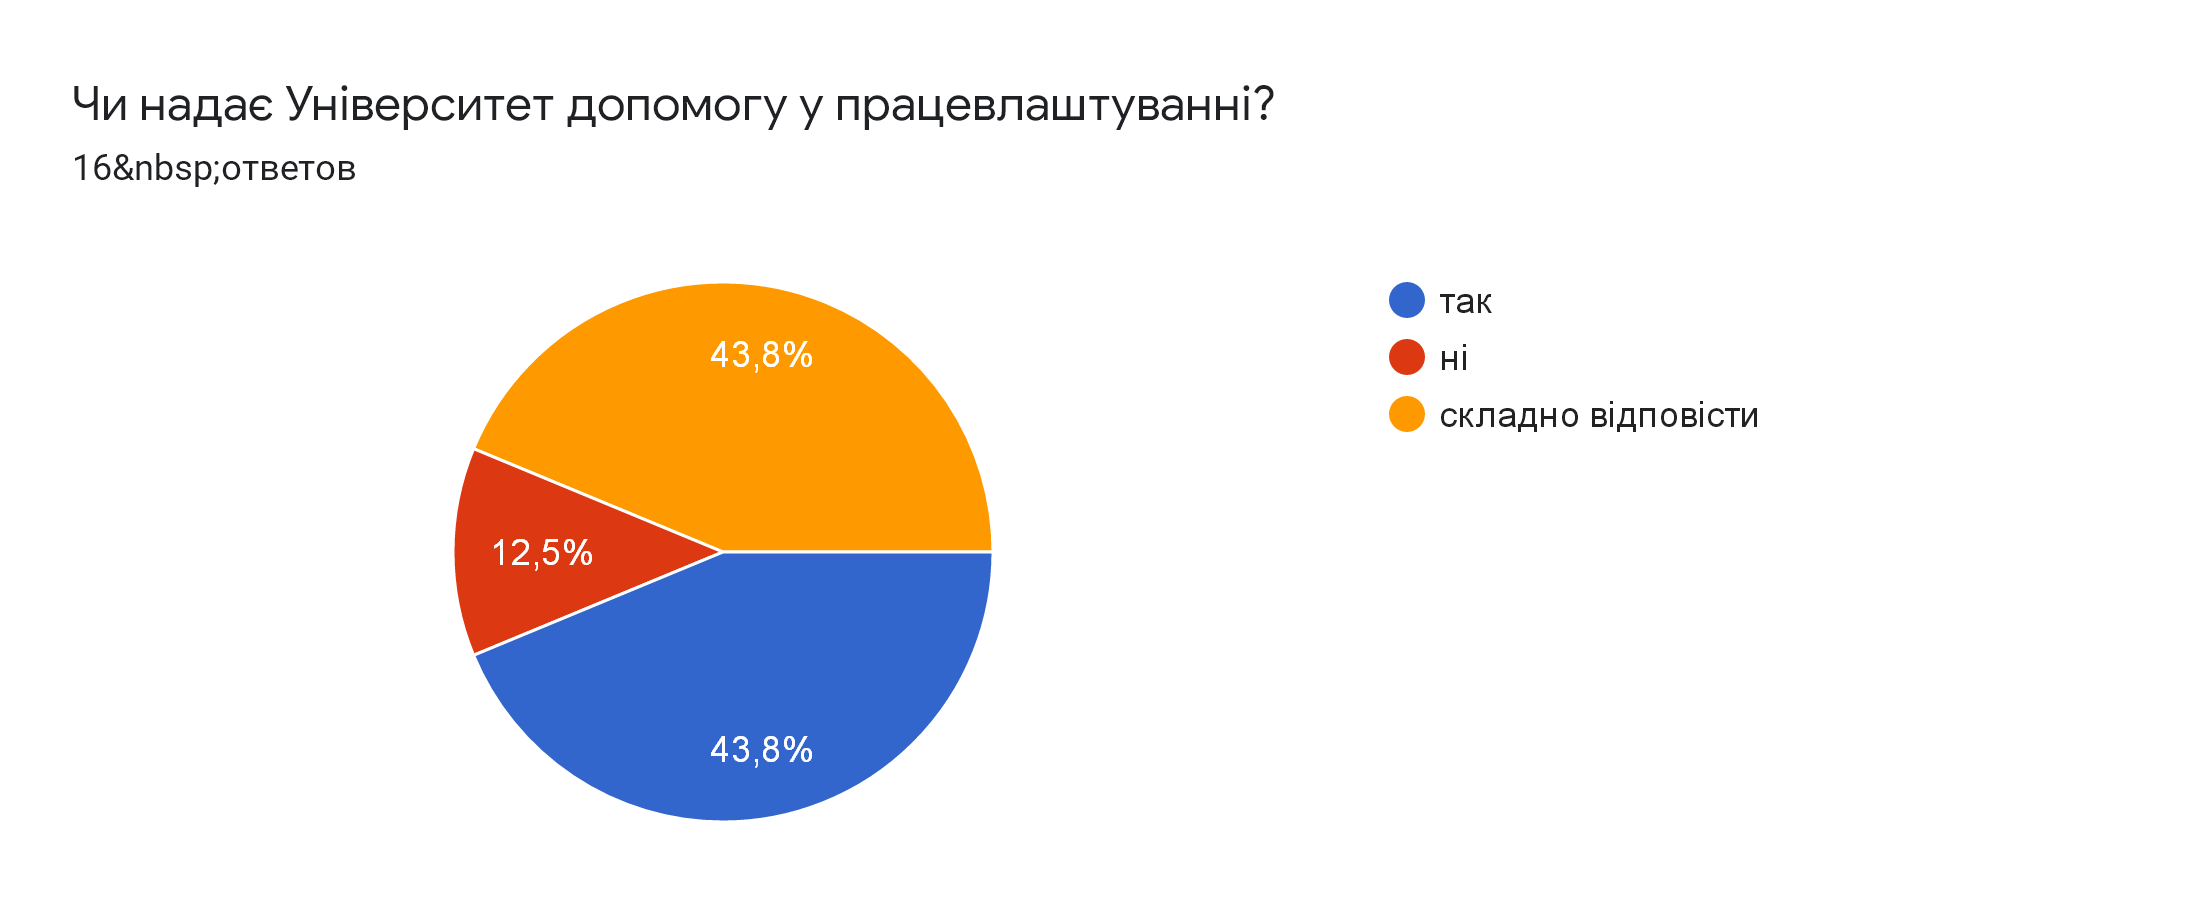 Чи надає Університет допомогу у працевлаштуванні?
16&nbsp;ответов
так
ні
складно відповісти
43,8%
12,5%
43,8%